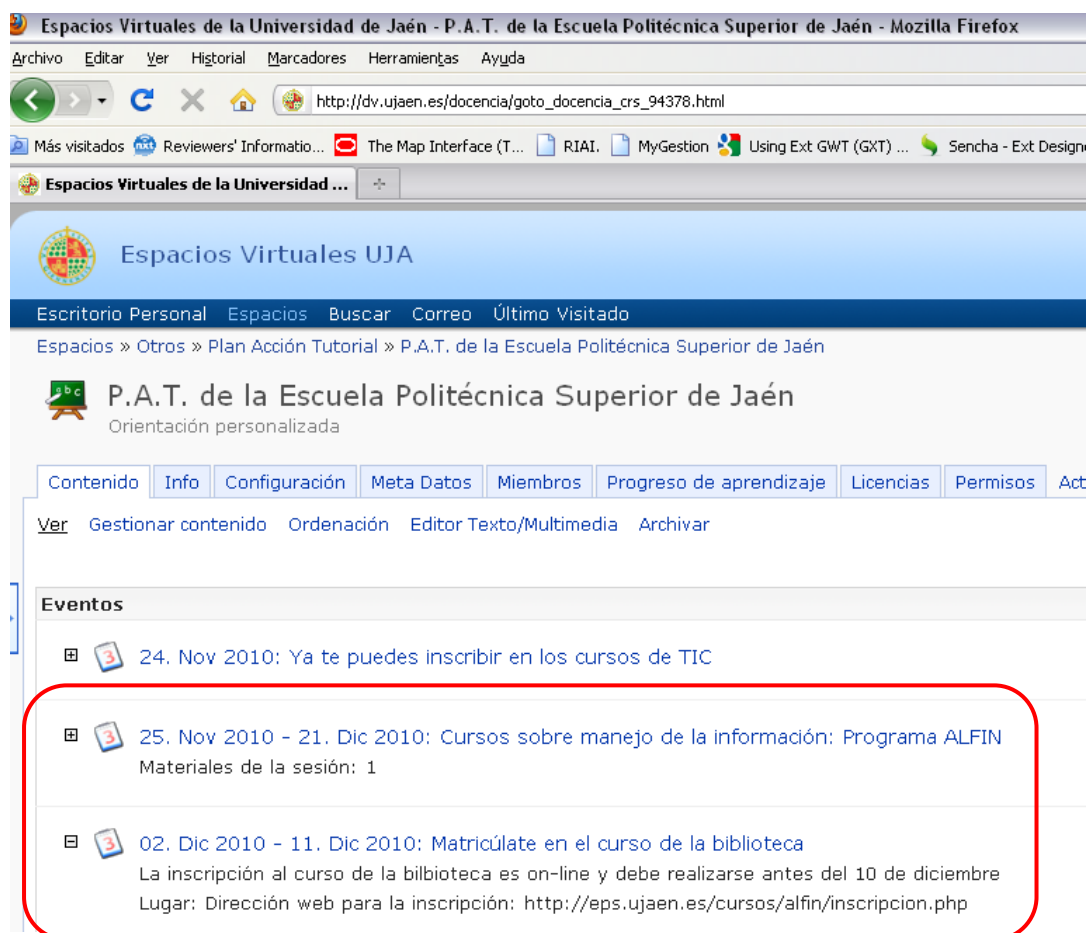 Espacios Virtuales de la Universidad de Jaén - P.A.T. de la Escuela Politécnica Superior de Jaén - Mozilla Firefox
Archivo Editar Ver Historial Marcadores Herramientas Ayuda
http://dv.ujaen.es/docencia/goto_docencia_crs_94378.html
Más visitados Reviewers' Informatio... The Map Interface (T... RIAI. MyGestion Using Ext GWT (GXT) ... Sencha - Ext Designe
Espacios Virtuales de la Universidad ...
Espacios Virtuales UJA
Escritorio Personal Espacios Buscar Correo Último Visitado
Espacios » Otros » Plan Acción Tutorial » P.A.T. de la Escuela Politécnica Superior de Jaén
abc
P.A.T. de la Escuela Politécnica Superior de Jaén
Orientación personalizada
Contenido Info Configuración Meta Datos Miembros Progreso de aprendizaje Licencias Permisos Act
Ver Gestionar contenido Ordenación Editor Texto/Multimedia Archivar
Eventos
3 24. Nov 2010: Ya te puedes inscribir en los cursos de TIC
3 25. Nov 2010 - 21. Dic 2010: Cursos sobre manejo de la información: Programa ALFIN
Materiales de la sesión: 1
3 02. Dic 2010 - 11. Dic 2010: Matricúlate en el curso de la biblioteca
La inscripción al curso de la bilbioteca es on-line y debe realizarse antes del 10 de diciembre
Lugar: Dirección web para la inscripción: http://eps.ujaen.es/cursos/alfin/inscripcion.php